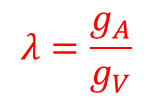 λ = g_A / g_V